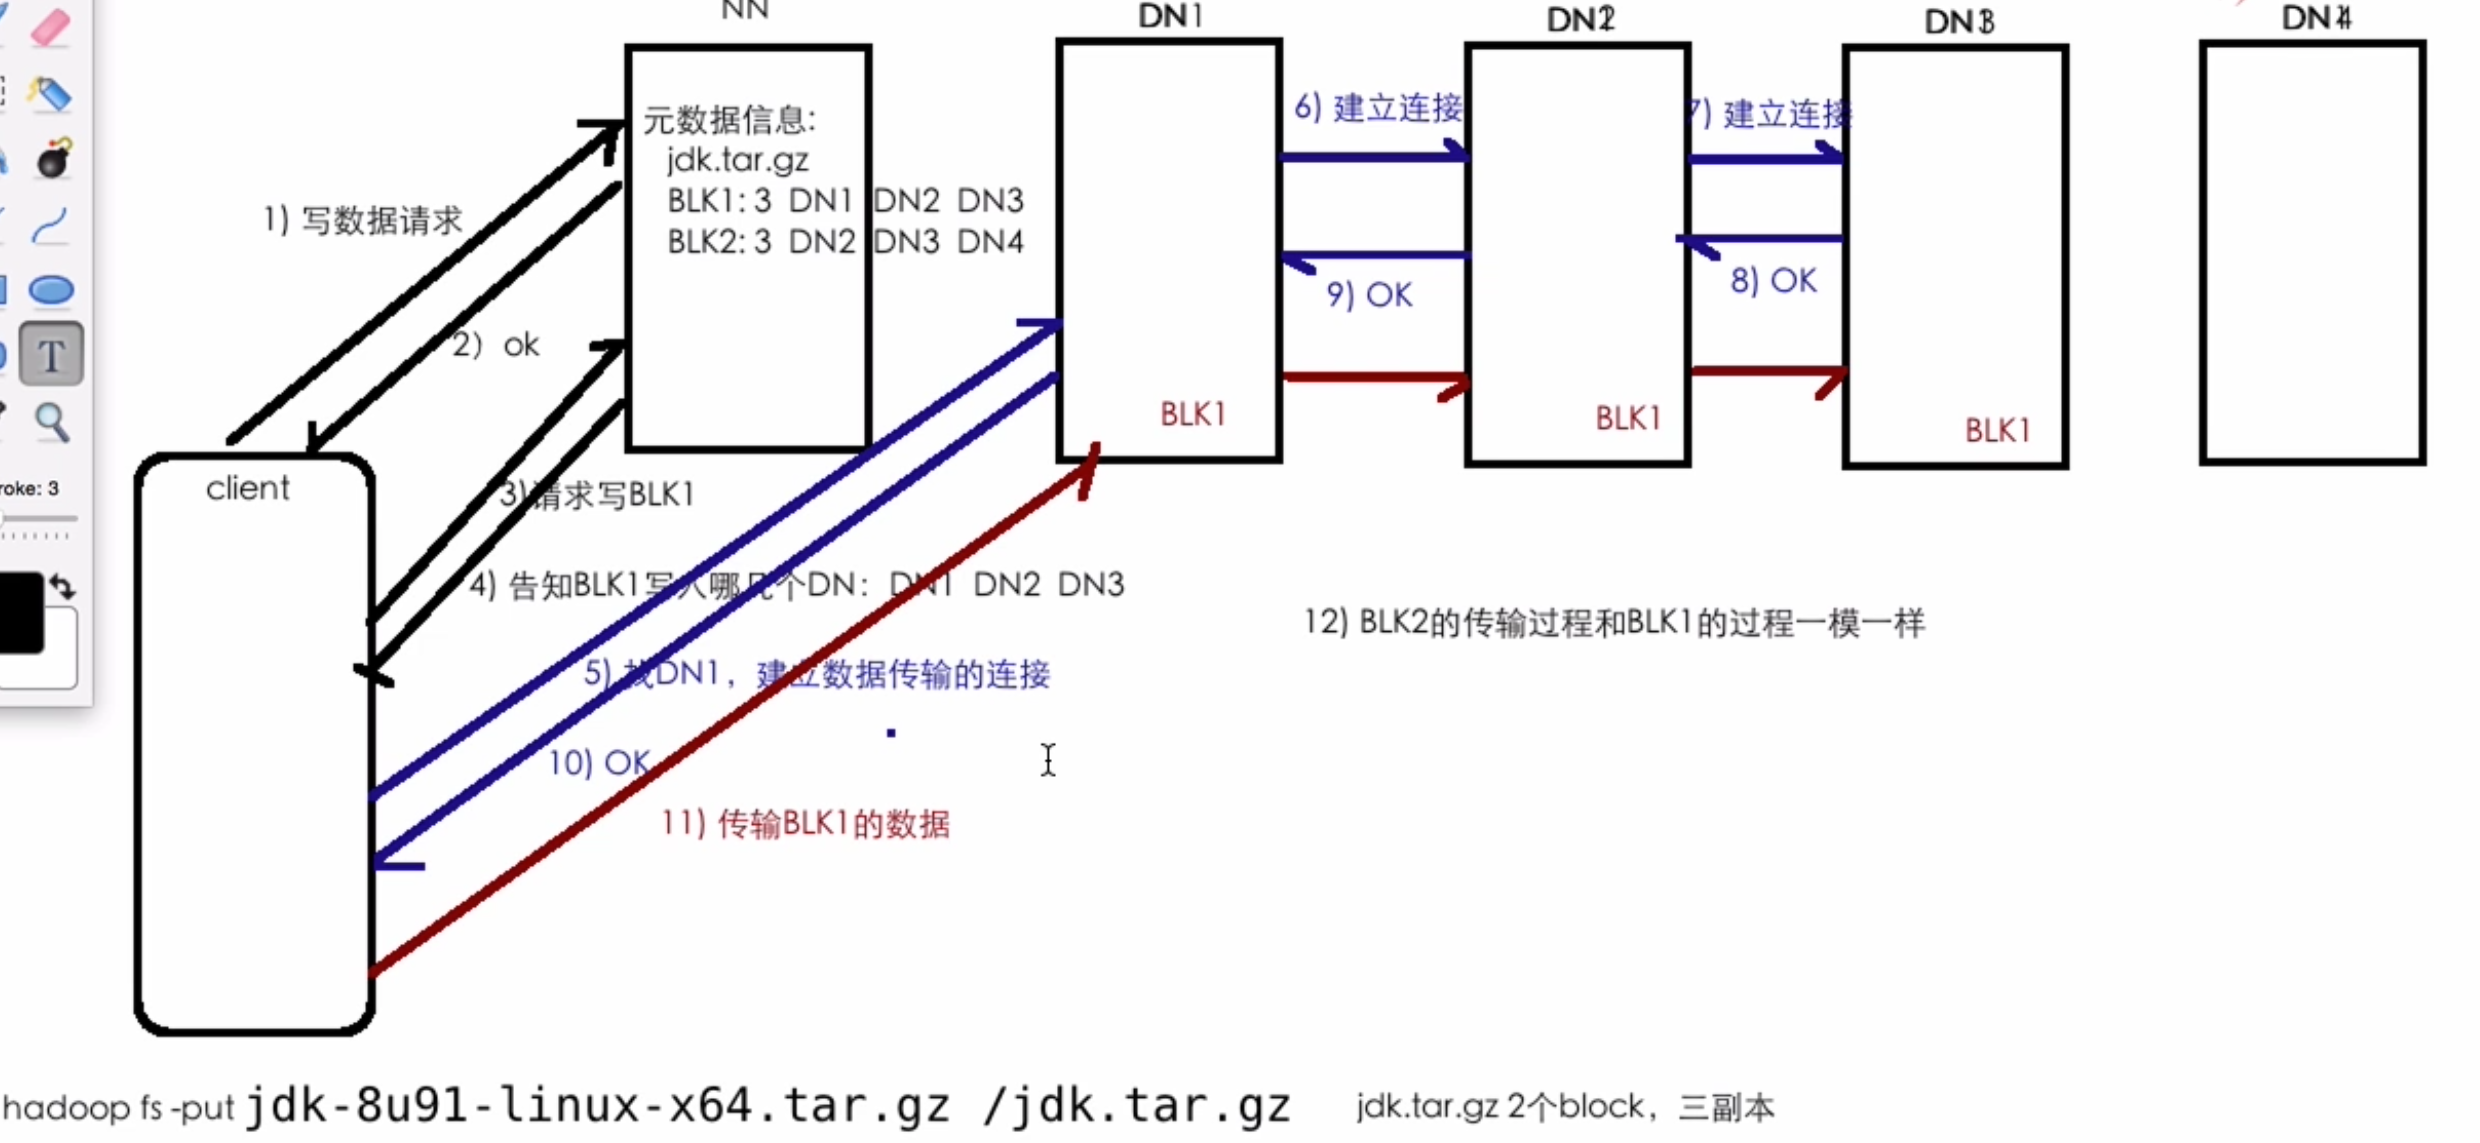 NN
DN1
DN2
DN3
DN4
元数据信息:
jdk.tar.gz
BLK1: 3 DN1 DN2 DN3
BLK2: 3 DN2 DN3 DN4
6) 建立连接
7) 建立连接
1) 写数据请求
2) ok
9) OK
8) OK
T
BLK1
BLK1
BLK1
client
roke: 3
3)请求写BLK1
4) 告知BLK1写入哪几个DN: DN1 DN2 DN3
12) BLK2的传输过程和BLK1的过程一模一样
5) 找DN1，建立数据传输的连接
10) OK
11) 传输BLK1的数据
hadoop fs -put jdk-8u91-linux-x64.tar.gz /jdk.tar.gz
jdk.tar.gz 2个block，三副本